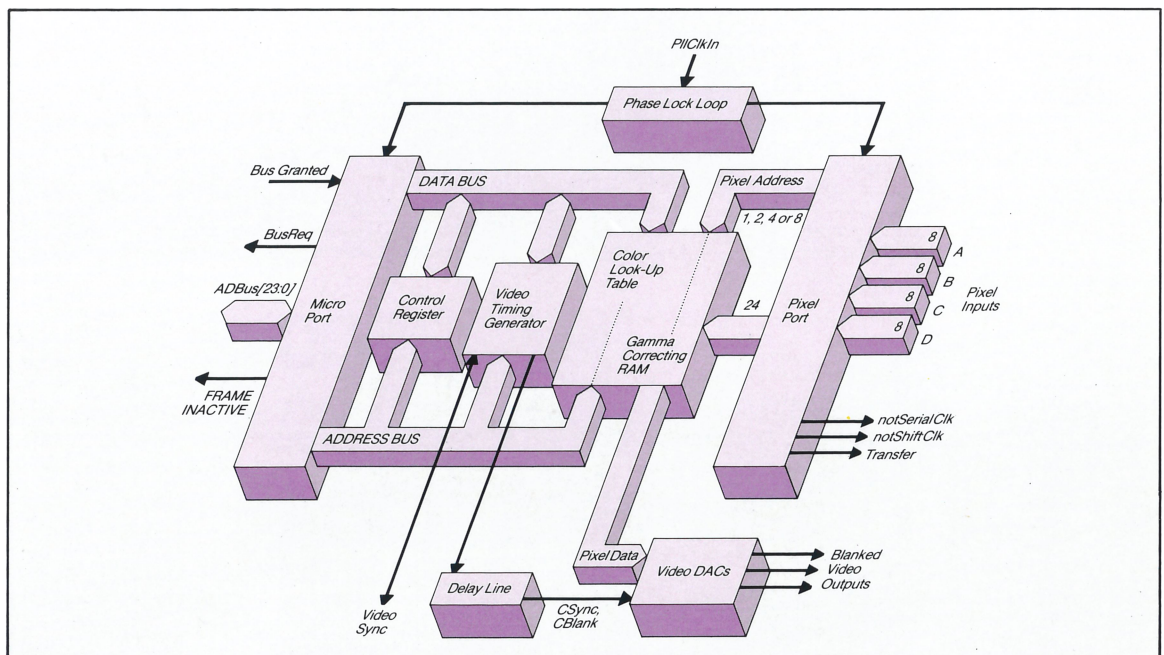 PllClkIn
Phase Lock Loop
Bus Granted
DATA BUS
Pixel Address
1, 2, 4 or 8
BusReq
8
A
8
B
8
C
8
D
Pixel
Inputs
Color
Look-Up
Table
ADBus[23:0]
Micro
Port
Control
Register
Video
Timing
Generator
24
Pixel
Port
Gamma
Correcting
RAM
FRAME
INACTIVE
ADDRESS BUS
notSerialClk
notShiftClk
Transfer
Pixel Data
Video DACs
Blanked
Video
Outputs
Delay Line
CSync,
CBlank
Video
Sync